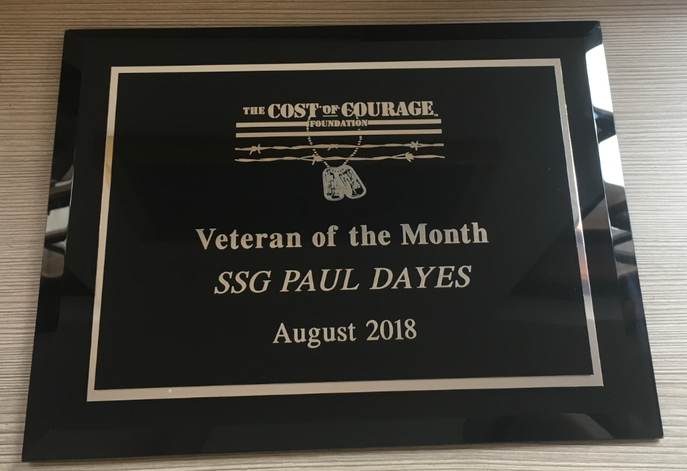 THE COST OF COURAGE
FOUNDATION
Veteran of the Month
SSG PAUL DAYES
August 2018